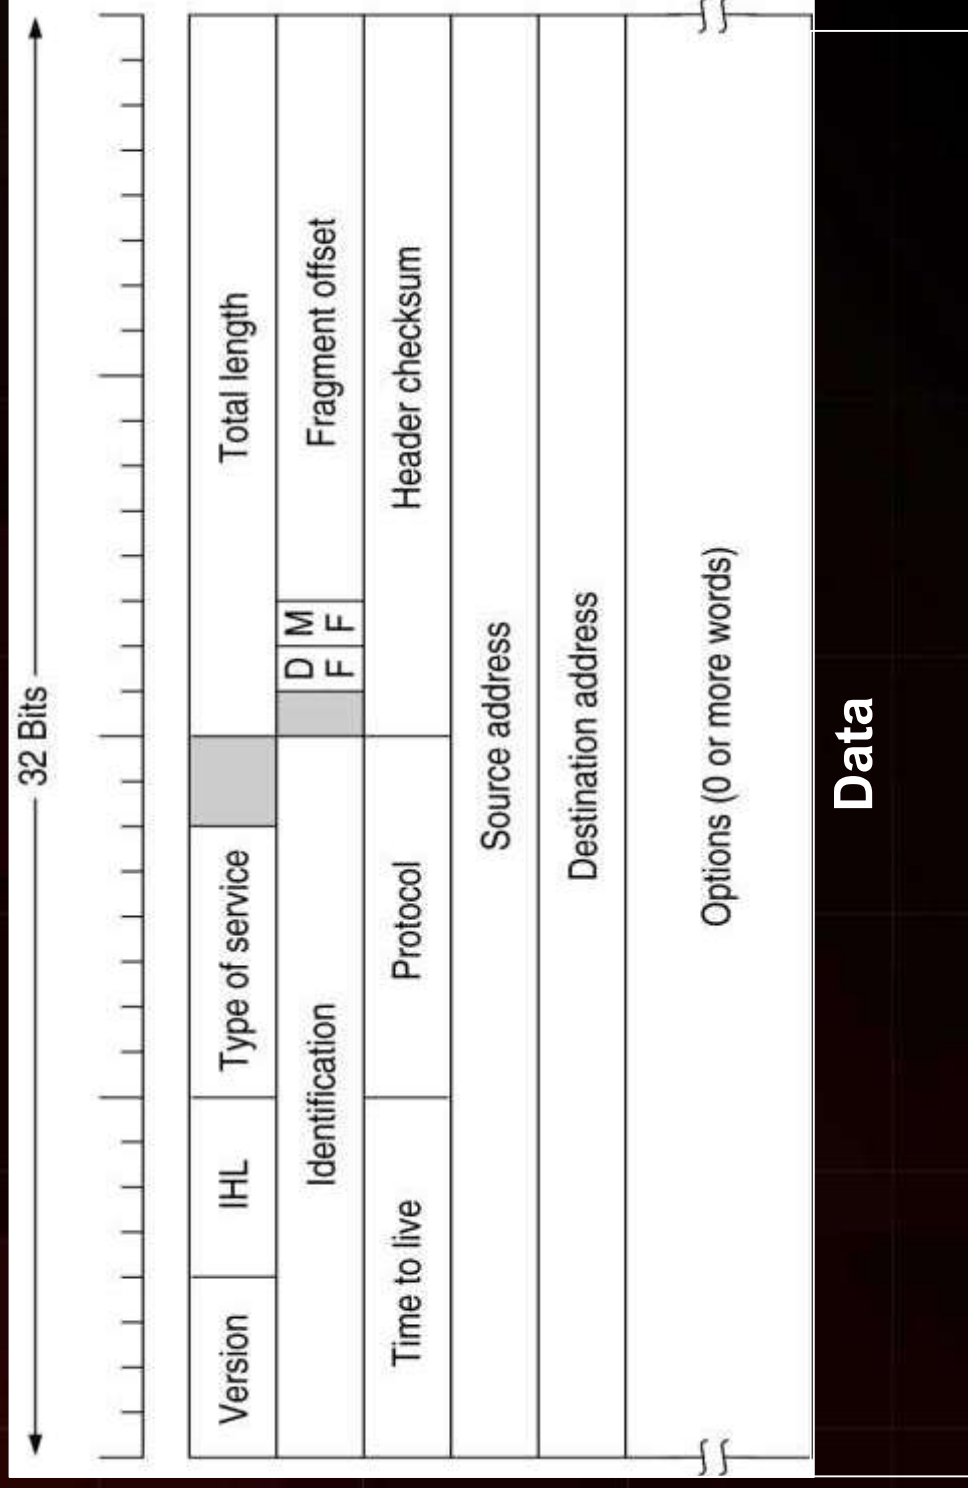 32 Bits
Version IHL Type of service Total length
Identification D F M F Fragment offset
Time to live Protocol Header checksum
Source address
Destination address
Options (0 or more words)
Data